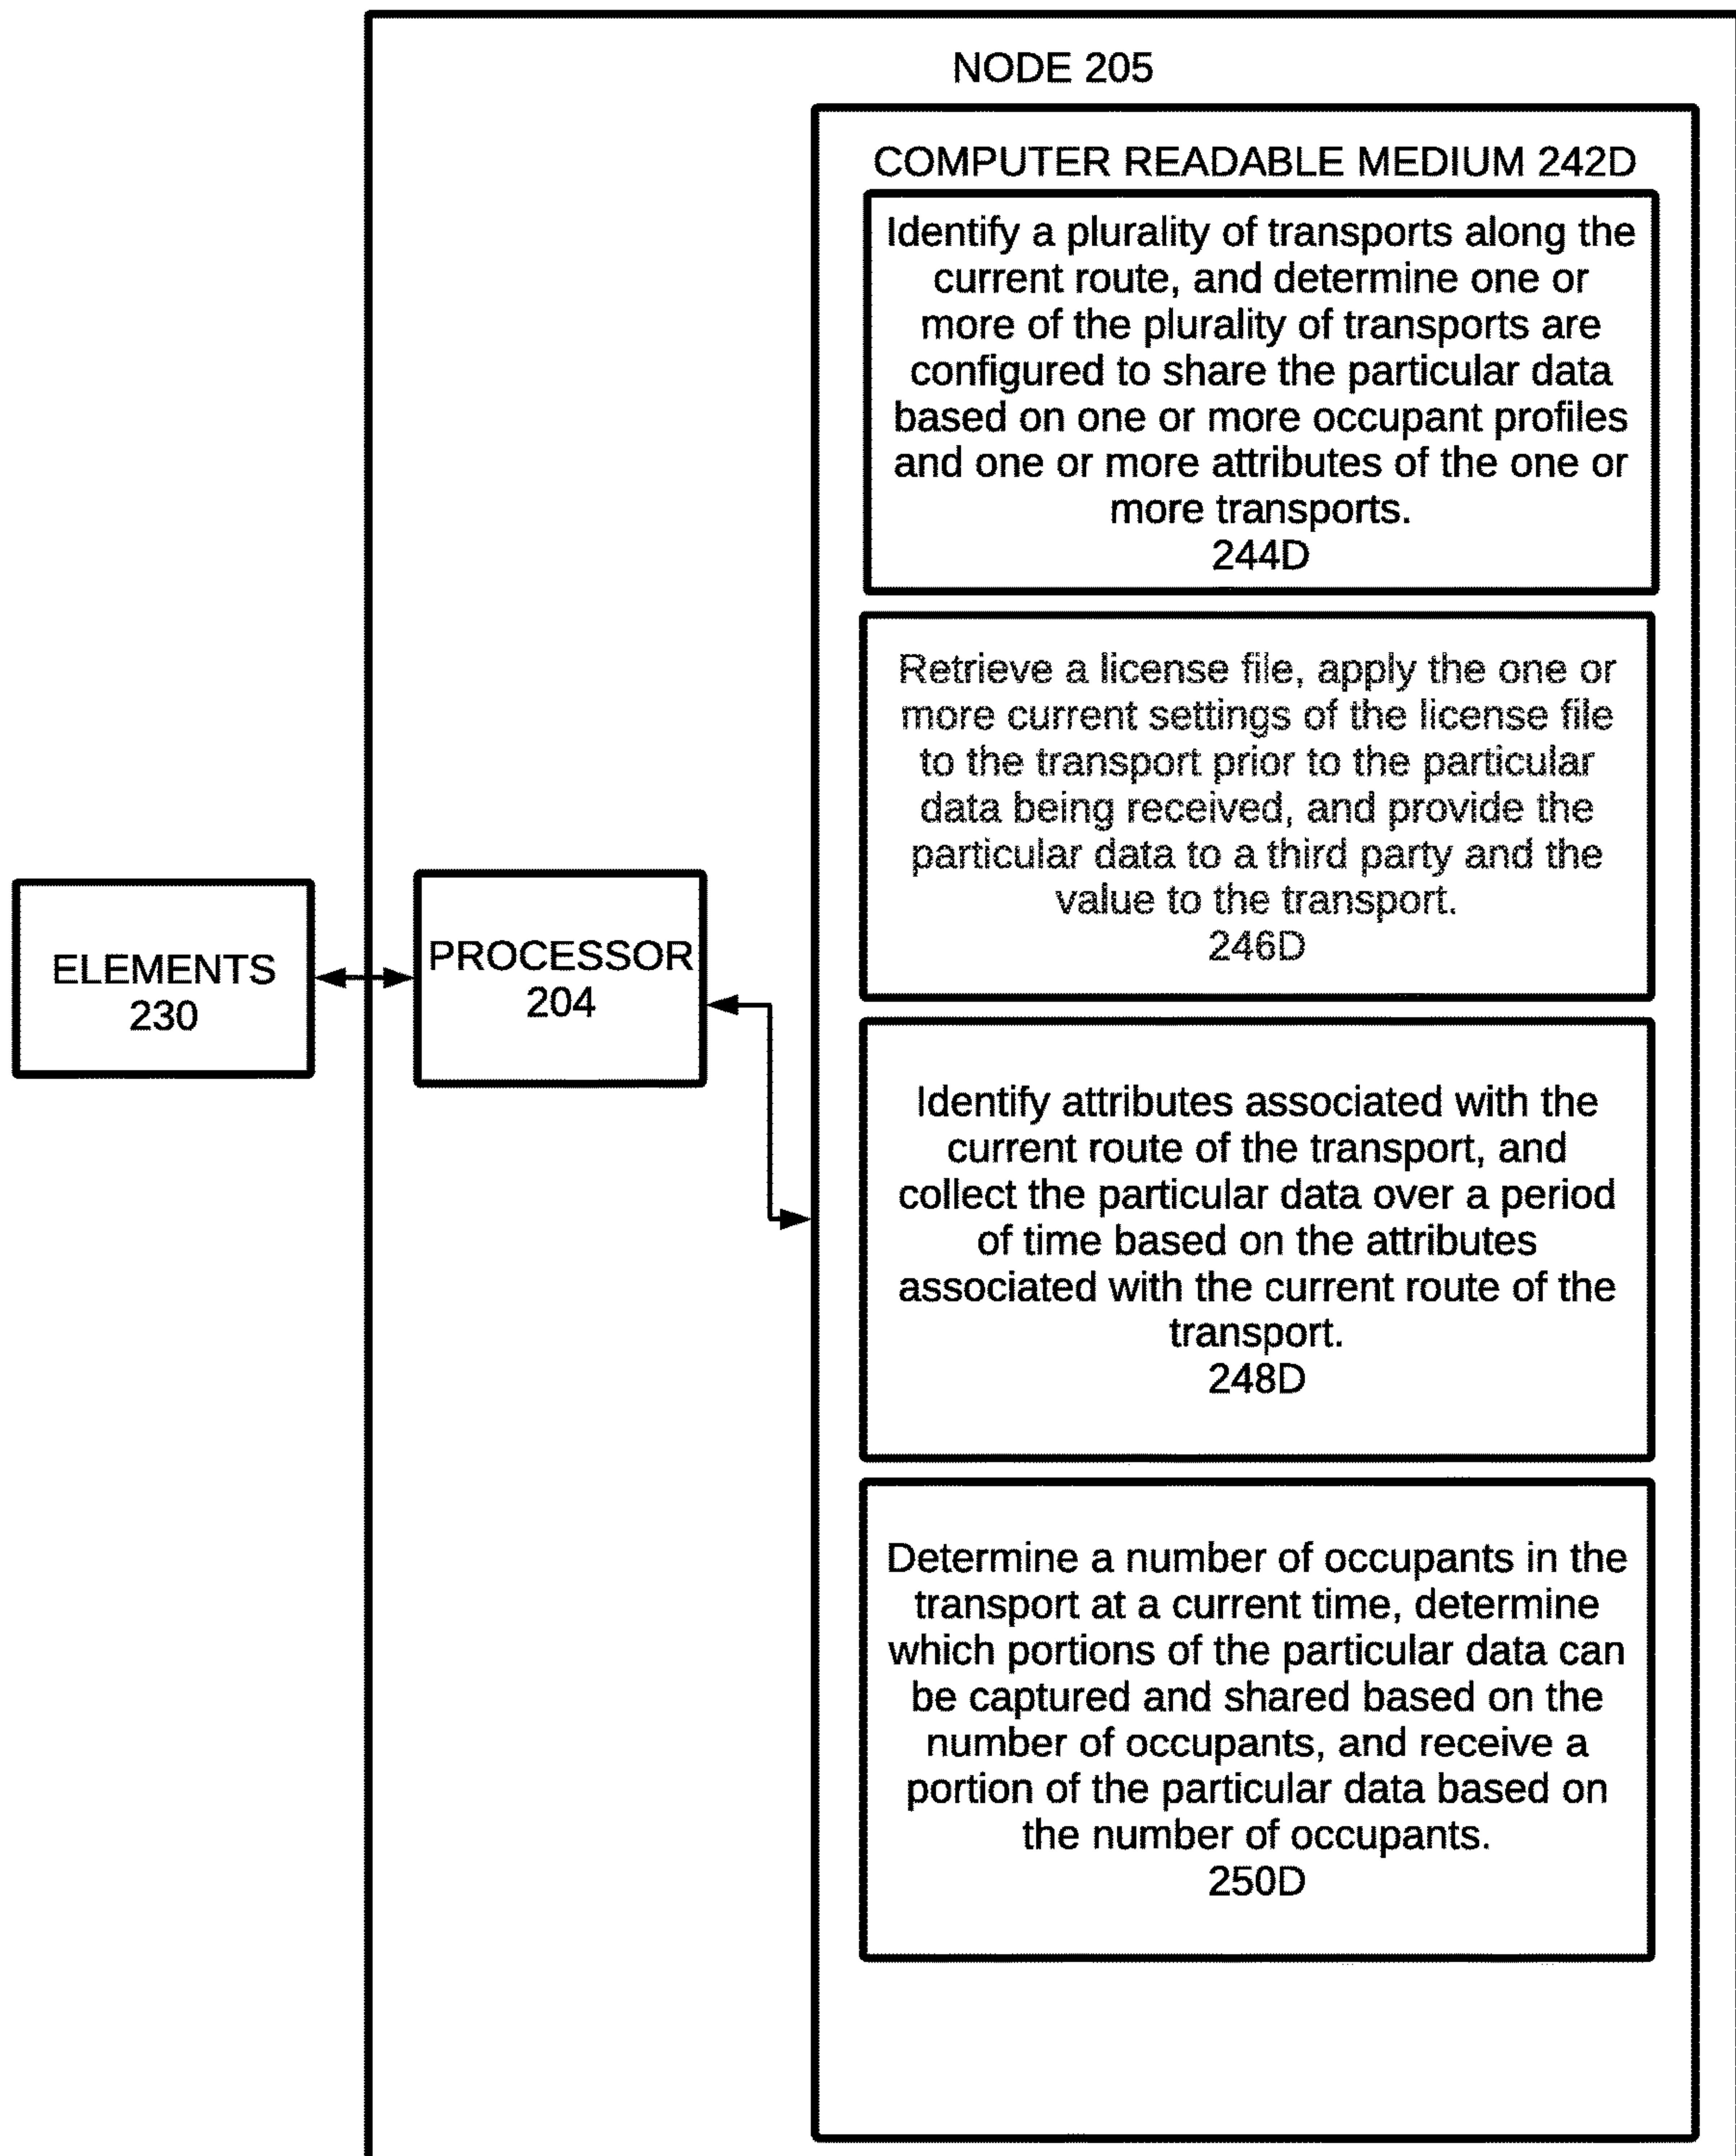 NODE 205
COMPUTER READABLE MEDIUM 242D
Identify a plurality of transports along the
current route, and determine one or
more of the plurality of transports are
configured to share the particular data
based on one or more occupant profiles
and one or more attributes of the one or
more transports.
244D
Retrieve a license file, apply the one or
more current settings of the license file
to the transport prior to the particular
data being received, and provide the
particular data to a third party and the
value to the transport.
246D
ELEMENTS
230
PROCESSOR
204
Identify attributes associated with the
current route of the transport, and
collect the particular data over a period
of time based on the attributes
associated with the current route of the
transport.
248D
Determine a number of occupants in the
transport at a current time, determine
which portions of the particular data can
be captured and shared based on the
number of occupants, and receive a
portion of the particular data based on
the number of occupants.
250D